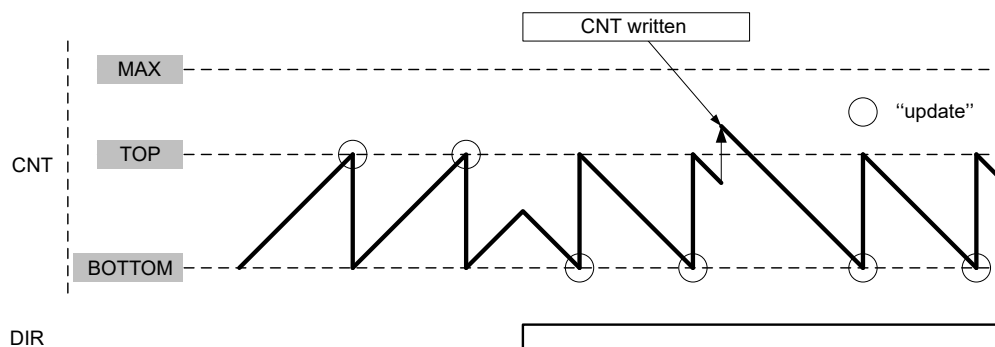 CNT written
MAX
“update”
TOP
CNT
BOTTOM
DIR